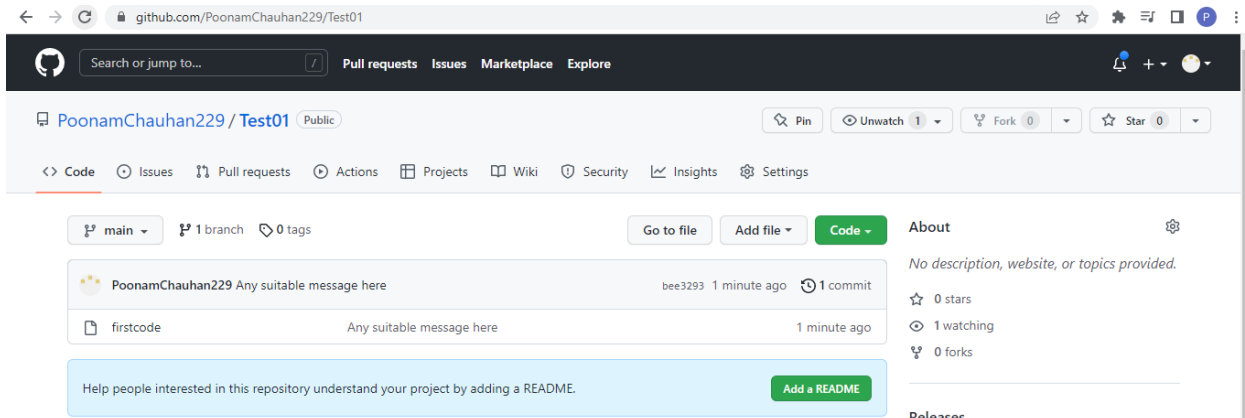 github.com/PoonamChauhan229/Test01
P
Search or jump to... / Pull requests Issues Marketplace Explore
PoonamChauhan229 / Test01 Public Pin Unwatch 1 Fork 0 Star 0
<> Code Issues Pull requests Actions Projects Wiki Security Insights Settings
main 1 branch 0 tags Go to file Add file Code
PoonamChauhan229 Any suitable message here bee3293 1 minute ago 1 commit
firstcode Any suitable message here 1 minute ago
Help people interested in this repository understand your project by adding a README. Add a README
About
No description, website, or topics provided.
0 stars
1 watching
0 forks
Releases